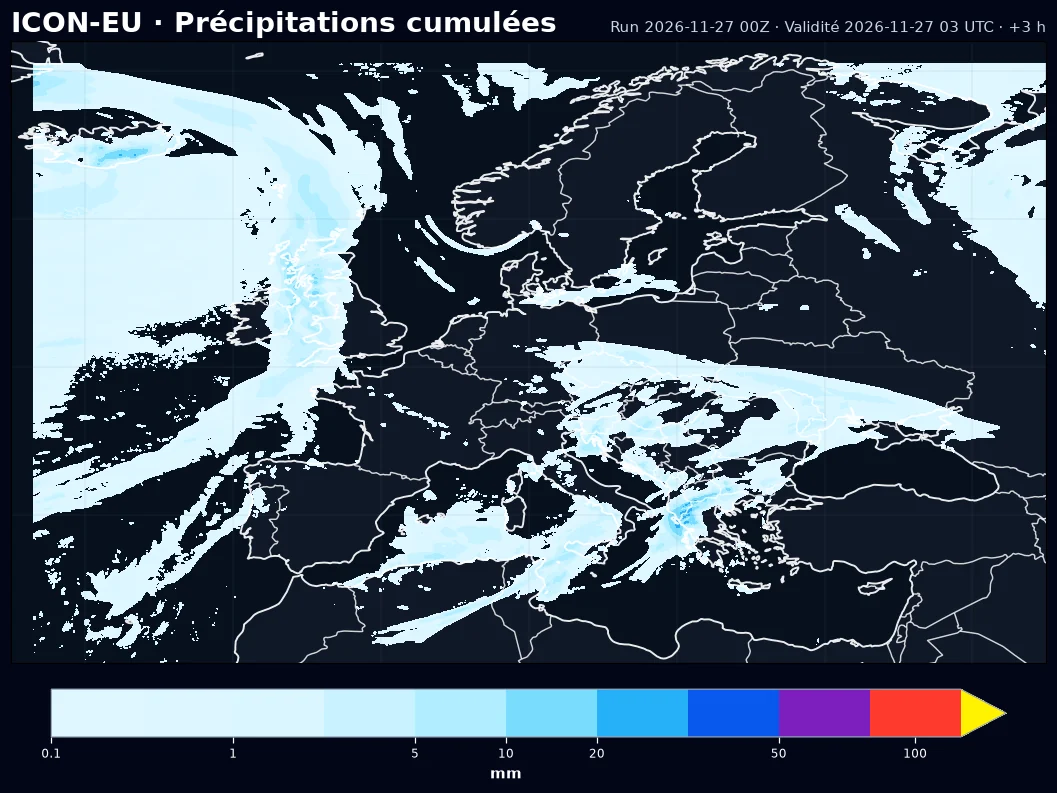 ICON-EU · Précipitations cumulées
Run 2026-11-27 00Z · Validité 2026-11-27 03 UTC · +3 h
0.1 1 5 10 20 50 100
mm